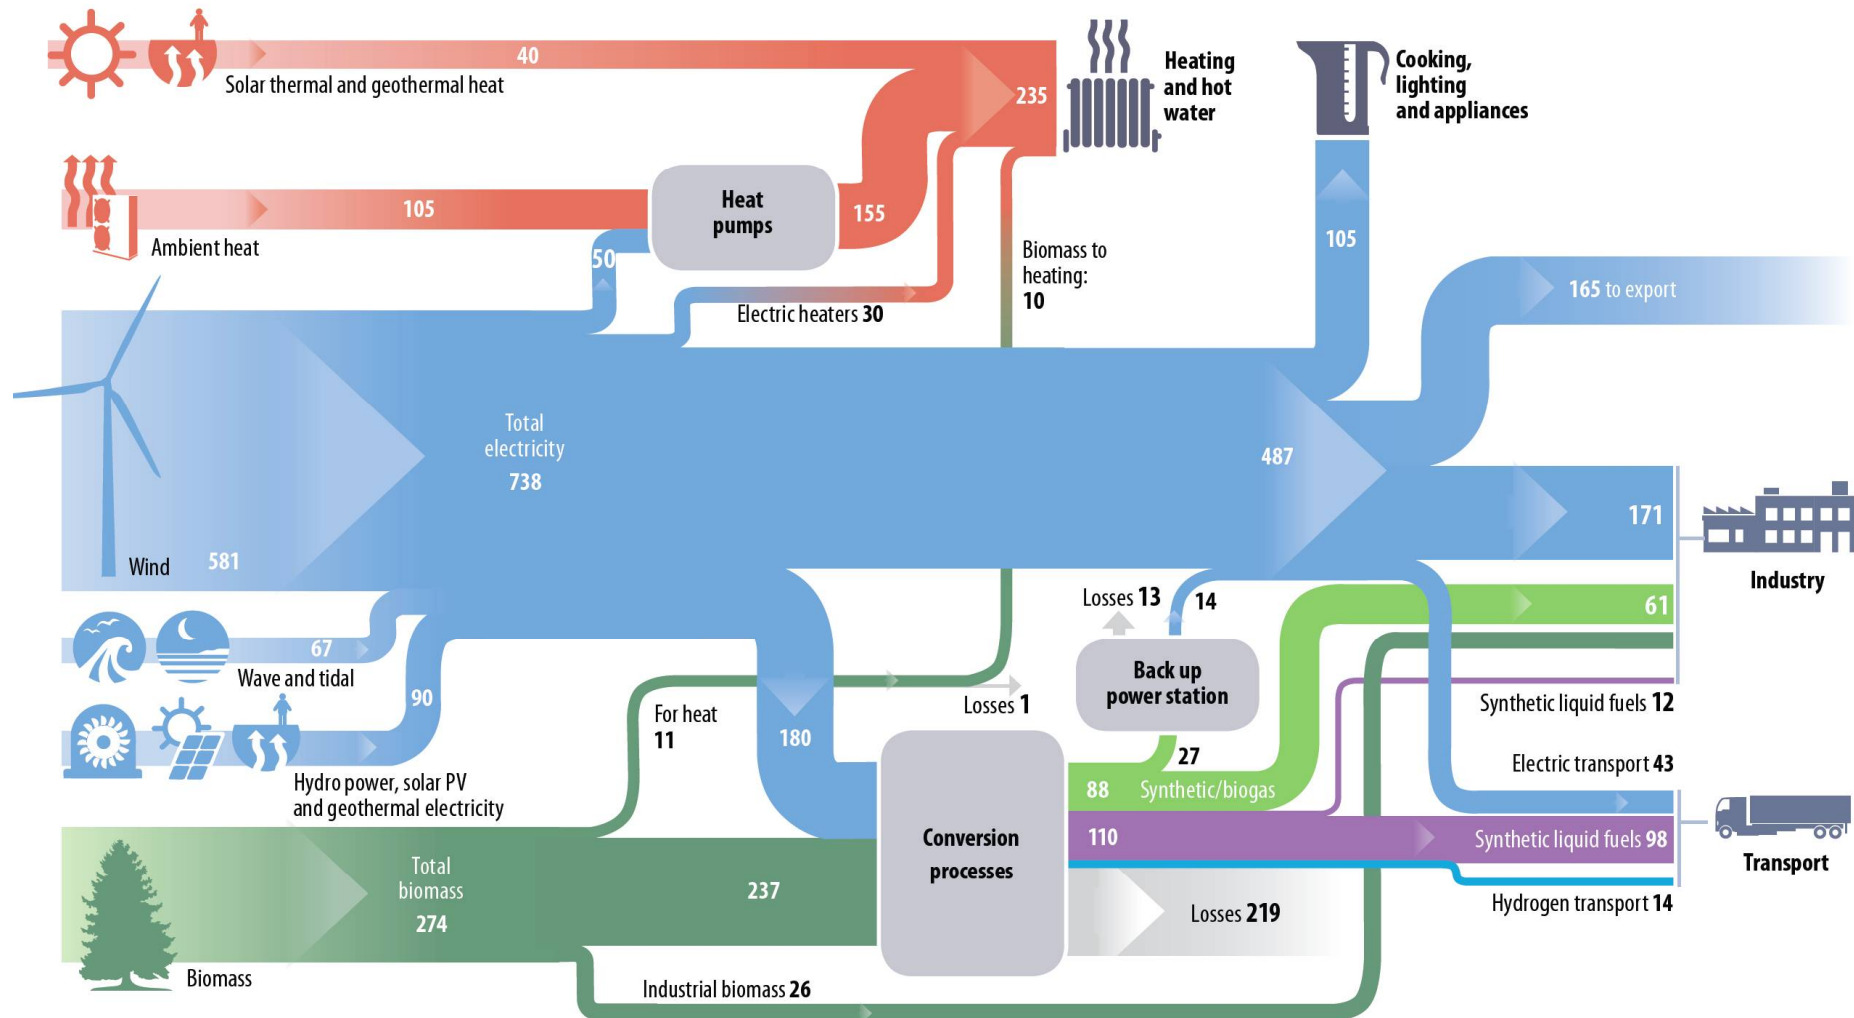 40
Solar thermal and geothermal heat
235
Heating
and hot
water
Cooking,
lighting
and appliances
105
Ambient heat
Heat
pumps
155
50
Electric heaters 30
Biomass to
heating:
10
105
165 to export
Total
electricity
738
487
Wind
581
171
Industry
67
Wave and tidal
90
Hydro power, solar PV
and geothermal electricity
For heat
11
Losses 1
180
Losses 13
14
Back up
power station
27
61
Synthetic liquid fuels 12
Electric transport 43
88
Synthetic/biogas
110
Synthetic liquid fuels 98
Transport
Hydrogen transport 14
Conversion
processes
Losses 219
Total
biomass
274
237
Biomass
Industrial biomass 26